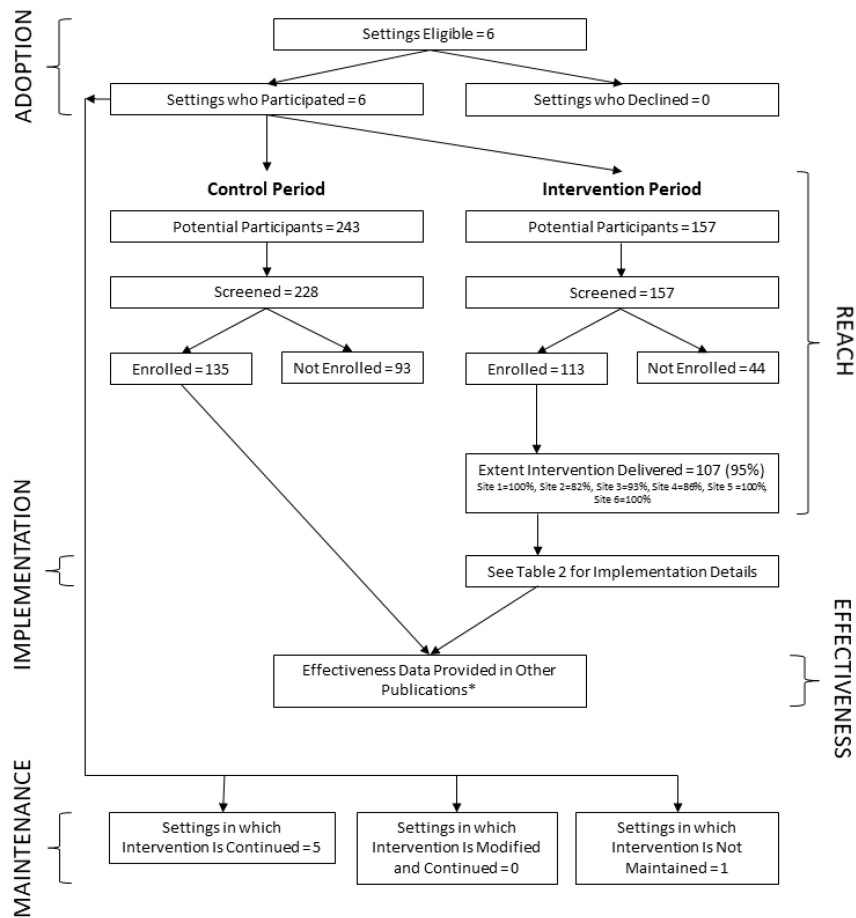 ADOPTION
Settings Eligible = 6
Settings who Participated = 6
Settings who Declined = 0
Control Period
Intervention Period
Potential Participants = 243
Potential Participants = 157
Screened = 228
Screened = 157
REACH
Enrolled = 135
Not Enrolled = 93
Enrolled = 113
Not Enrolled = 44
Extent Intervention Delivered = 107 (95%)
Site 1=100%, Site 2=82%, Site 3=93%, Site 4=86%, Site 5 =100%,
Site 6=100%
IMPLEMENTATION
See Table 2 for Implementation Details
EFFECTIVENESS
Effectiveness Data Provided in Other
Publications*
MAINTENANCE
Settings in which
Intervention Is Continued = 5
Settings in which
Intervention Is Modified
and Continued = 0
Settings in which
Intervention Is Not
Maintained = 1